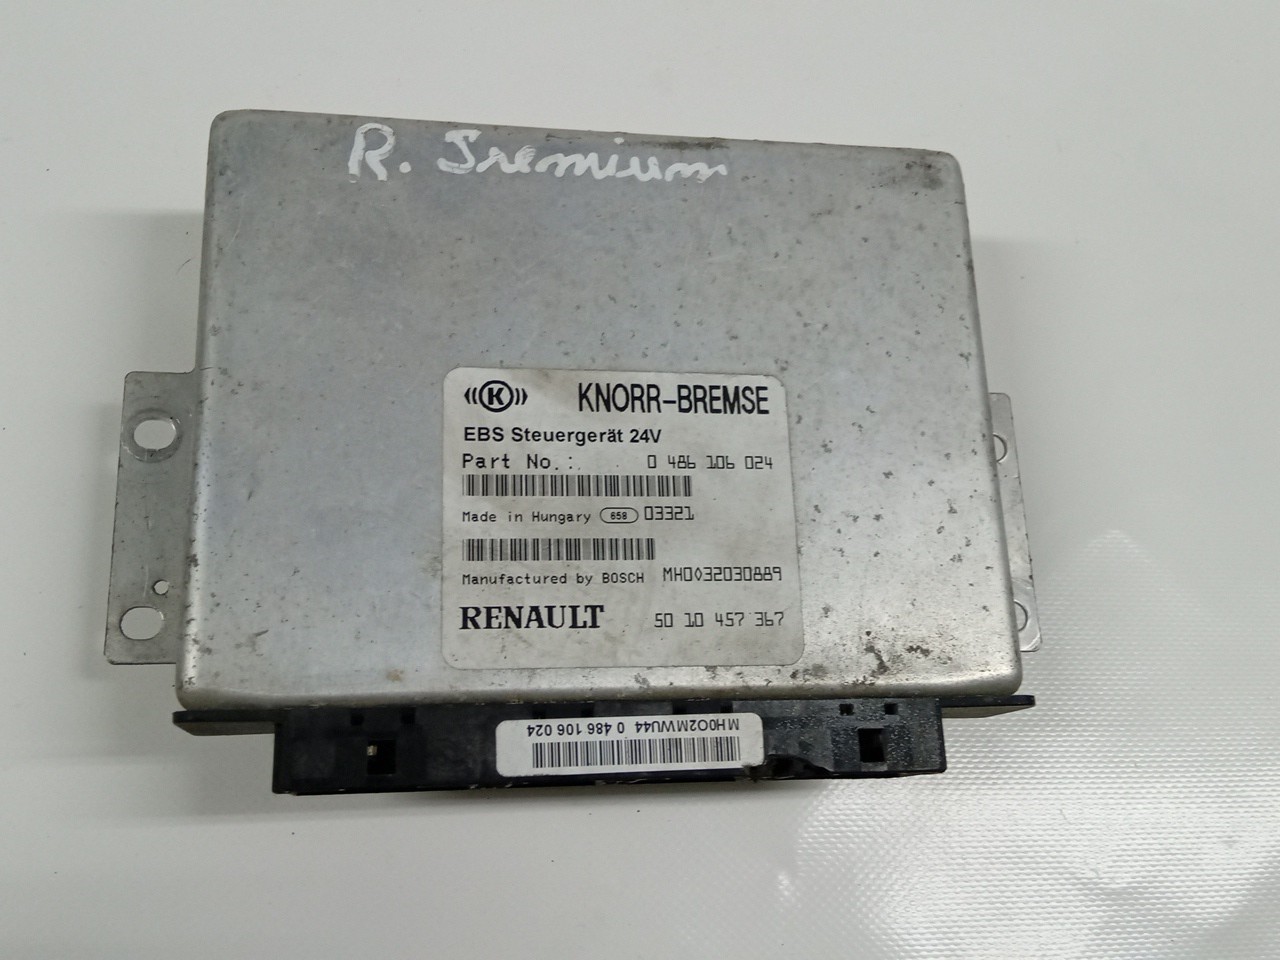 R. Premium
K KNORR-BREMSE
EBS Steuergerät 24V
Part No.: 0 486 106 024
Made in Hungary 658 03321
Manufactured by BOSCH MH0032030889
RENAULT 50 10 457 367
MH0O2MWU44 0 486 106 024